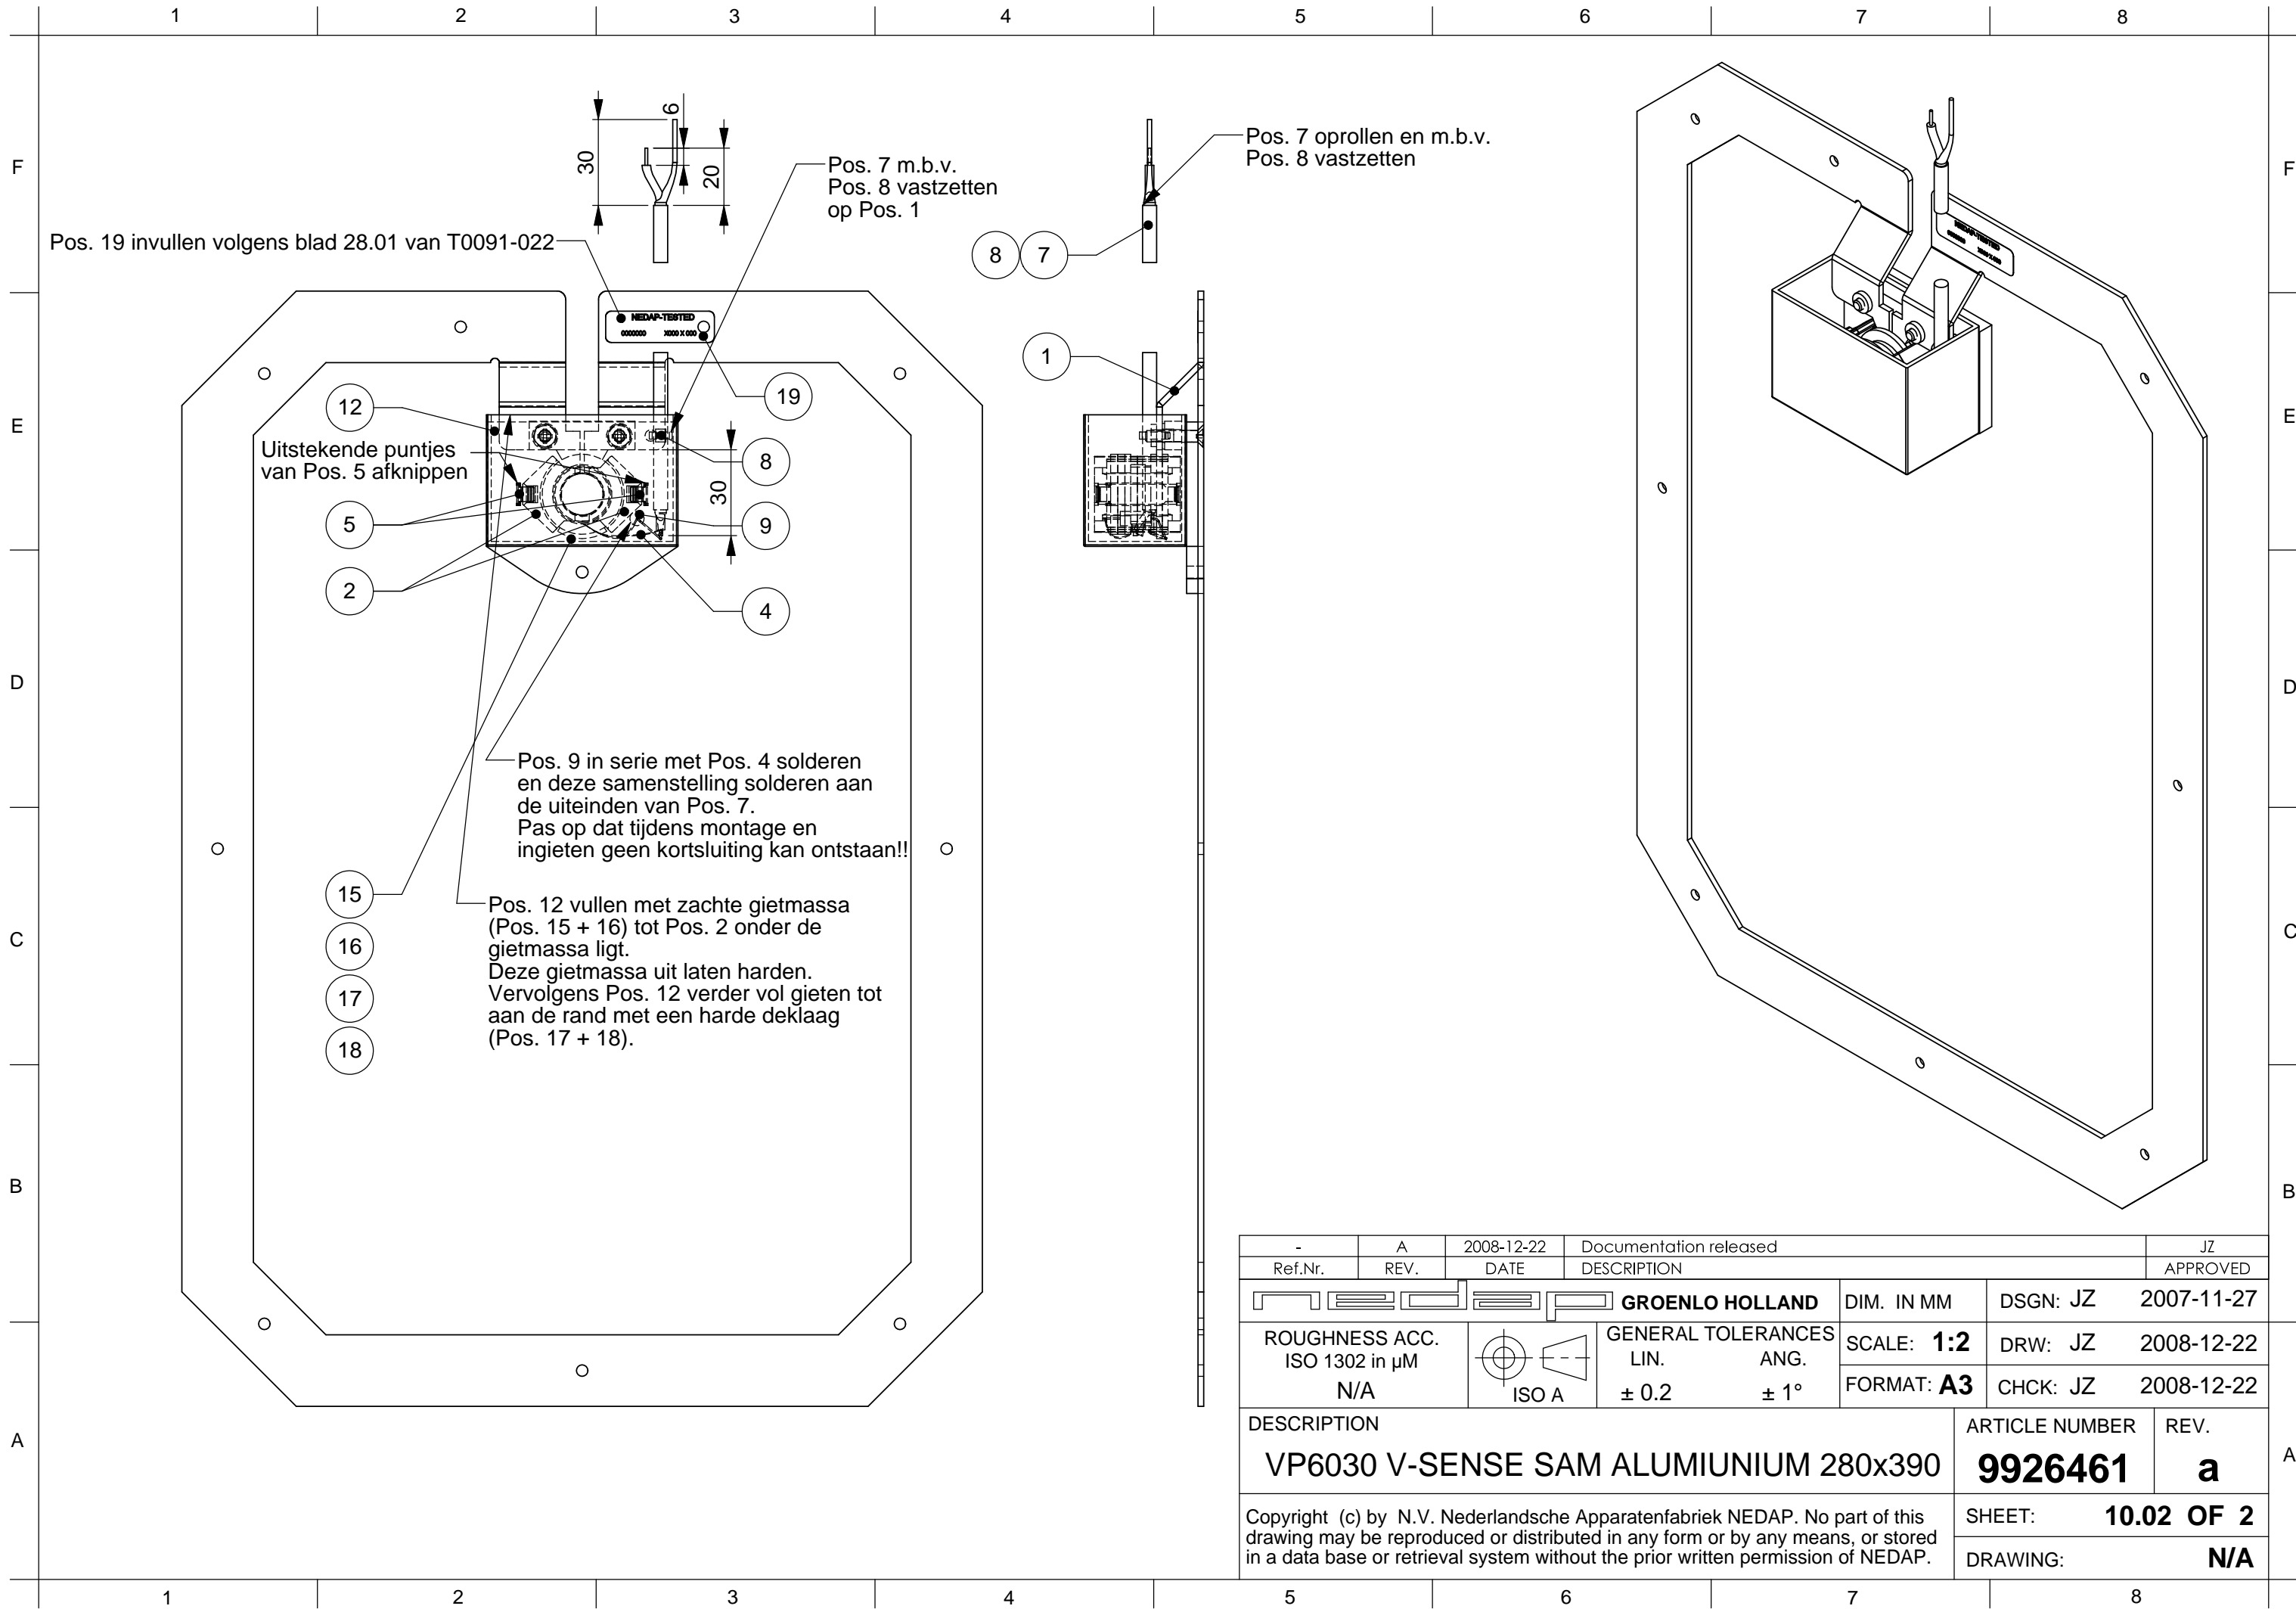 1 2 3 4 5 6 7 8
F
30
6
20
Pos. 7 m.b.v.
Pos. 8 vastzetten
op Pos. 1
Pos. 7 oprollen en m.b.v.
Pos. 8 vastzetten
8 7
Pos. 19 invullen volgens blad 28.01 van T0091-022
F
NEDAP-TESTED
0000000 X000 X 000
NEDAP-TESTED
1
19
12
E
E
Uitstekende puntjes
van Pos. 5 afknippen
8
30
5
9
2
4
D
D
Pos. 9 in serie met Pos. 4 solderen
en deze samenstelling solderen aan
de uiteinden van Pos. 7.
Pas op dat tijdens montage en
ingieten geen kortsluiting kan ontstaan!!
15
16
17
18
Pos. 12 vullen met zachte gietmassa
(Pos. 15 + 16) tot Pos. 2 onder de
gietmassa ligt.
Deze gietmassa uit laten harden.
Vervolgens Pos. 12 verder vol gieten tot
aan de rand met een harde deklaag
(Pos. 17 + 18).
C
C
B
B
- A 2008-12-22 Documentation released JZ
Ref.Nr. REV. DATE DESCRIPTION APPROVED
nedap GROENLO HOLLAND DIM. IN MM DSGN: JZ 2007-11-27
ROUGHNESS ACC.
ISO 1302 in µM
N/A
ISO A
GENERAL TOLERANCES
LIN. ANG.
± 0.2 ± 1°
SCALE: 1:2 DRW: JZ 2008-12-22
FORMAT: A3 CHCK: JZ 2008-12-22
DESCRIPTION
VP6030 V-SENSE SAM ALUMIUNIUM 280x390
ARTICLE NUMBER
9926461
REV.
a
A
A
Copyright (c) by N.V. Nederlandsche Apparatenfabriek NEDAP. No part of this
drawing may be reproduced or distributed in any form or by any means, or stored
in a data base or retrieval system without the prior written permission of NEDAP.
SHEET: 10.02 OF 2
DRAWING: N/A
1 2 3 4 5 6 7 8